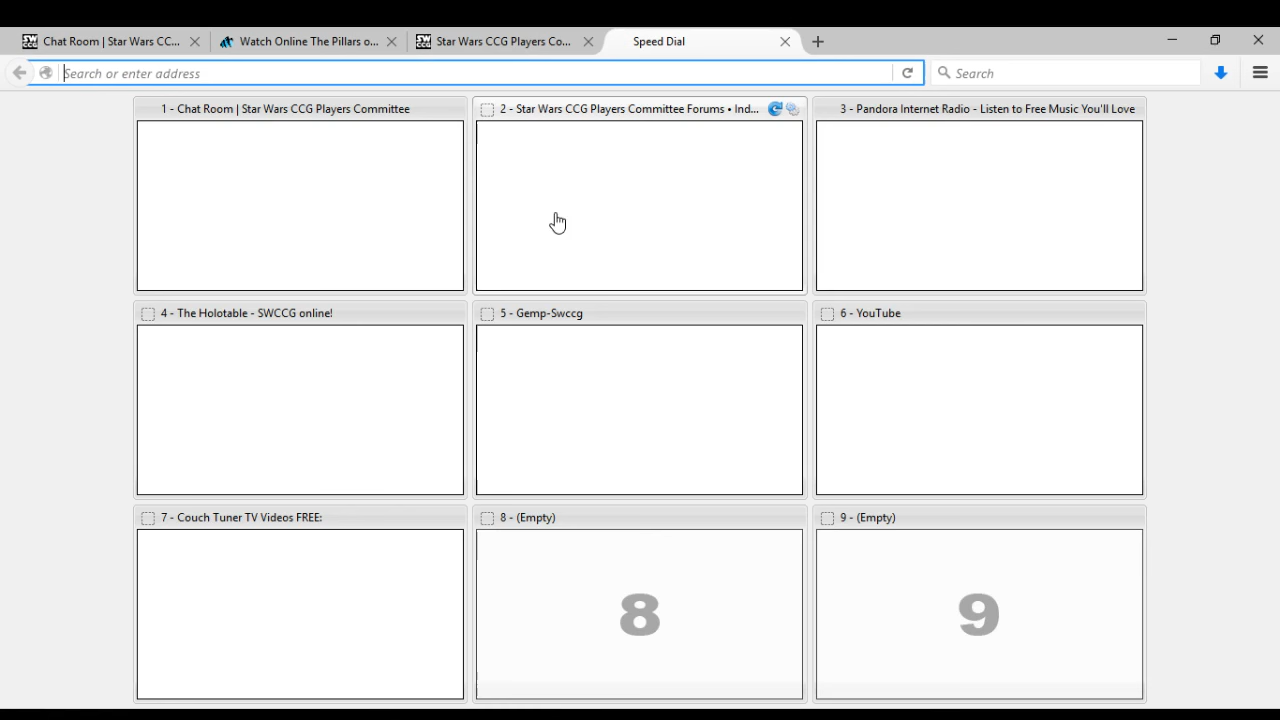 Chat Room | Star Wars CC...
Watch Online The Pillars o...
Star Wars CCG Players Co...
Speed Dial
Search or enter address
Search
1 - Chat Room | Star Wars CCG Players Committee
2 - Star Wars CCG Players Committee Forums • Ind...
3 - Pandora Internet Radio - Listen to Free Music You'll Love
4 - The Holotable - SWCCG online!
5 - Gemp-Swccg
6 - YouTube
7 - Couch Tuner TV Videos FREE:
8 - (Empty)
9 - (Empty)
8
9